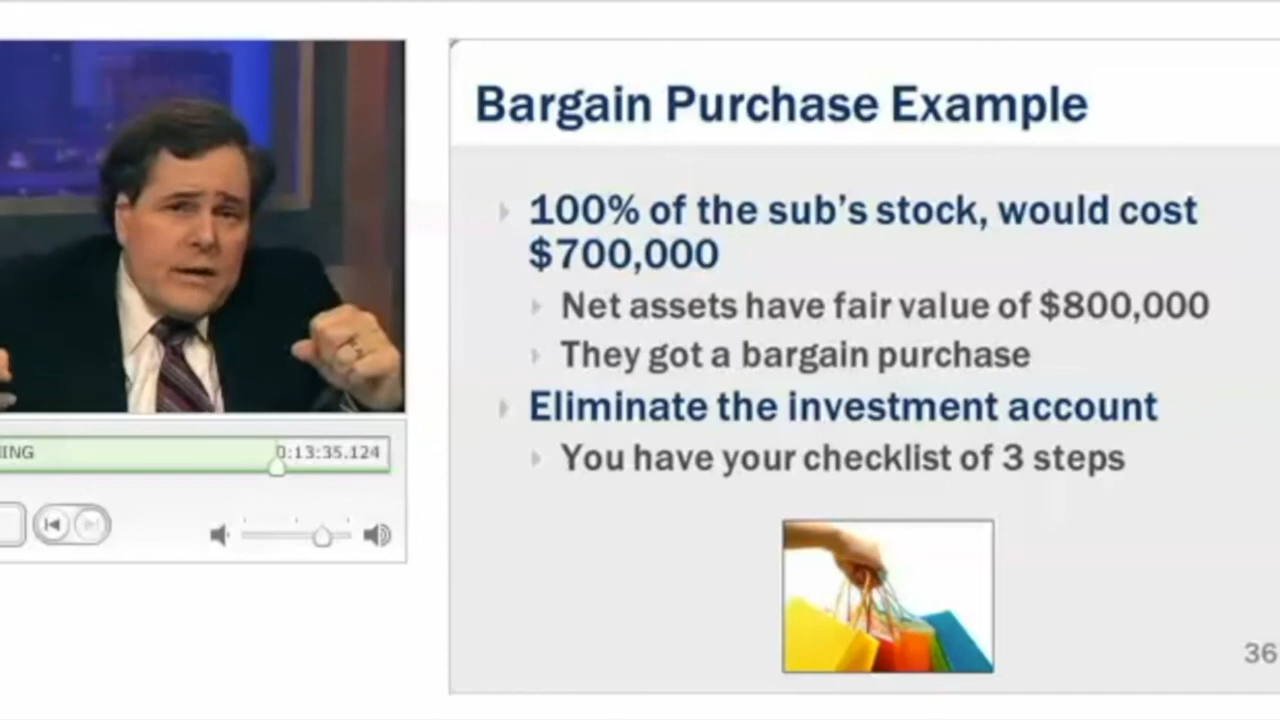 Bargain Purchase Example
100% of the sub's stock, would cost
$700,000
Net assets have fair value of $800,000
They got a bargain purchase
Eliminate the investment account
You have your checklist of 3 steps
ING
0:13:35.124
36